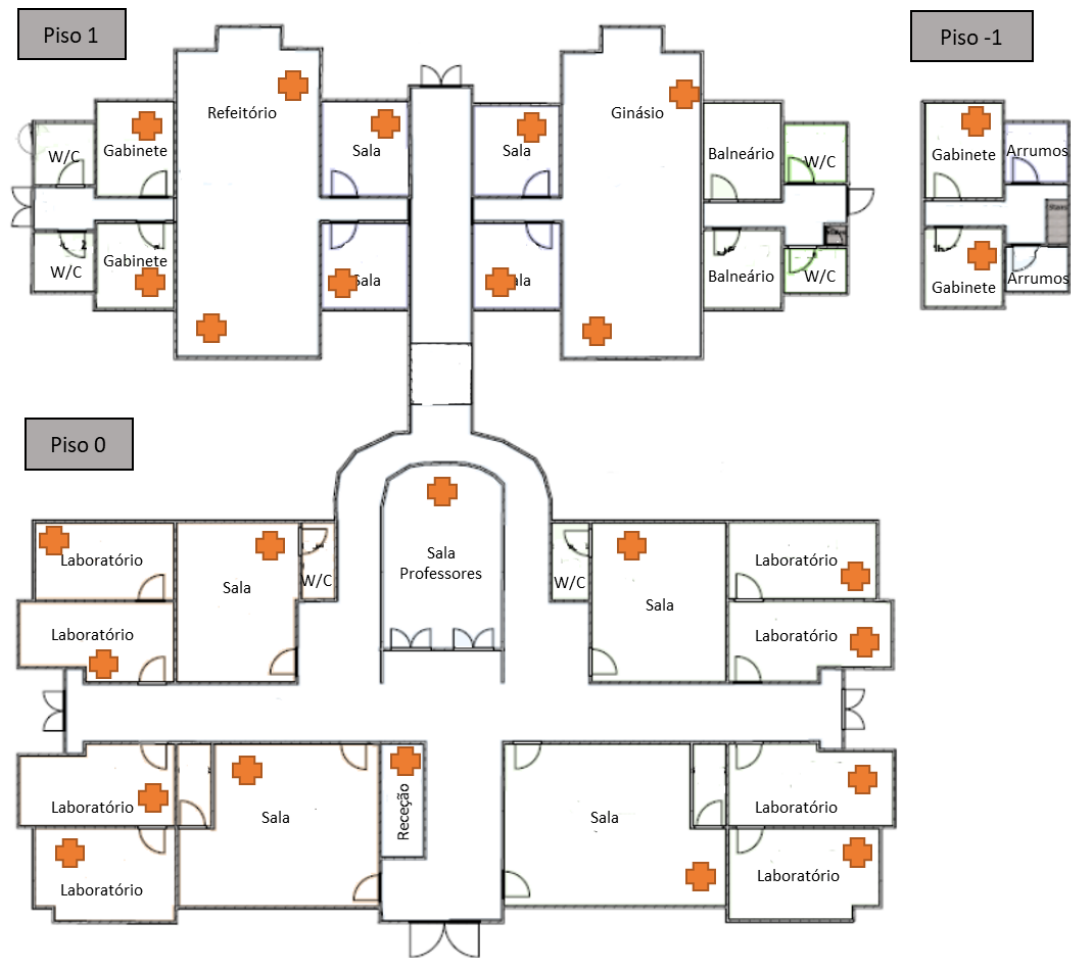 Piso 1
Piso -1
Refeitório
Ginásio
W/C
Gabinete
Sala
Sala
Balneário
W/C
Gabinete
Arrumos
W/C
Gabinete
Sala
ala
Balneário
W/C
Gabinete
Arrumos
Piso 0
Laboratório
Sala
W/C
Sala
Professores
W/C
Sala
Laboratório
Laboratório
Laboratório
Laboratório
Sala
Receção
Sala
Laboratório
Laboratório
Laboratório